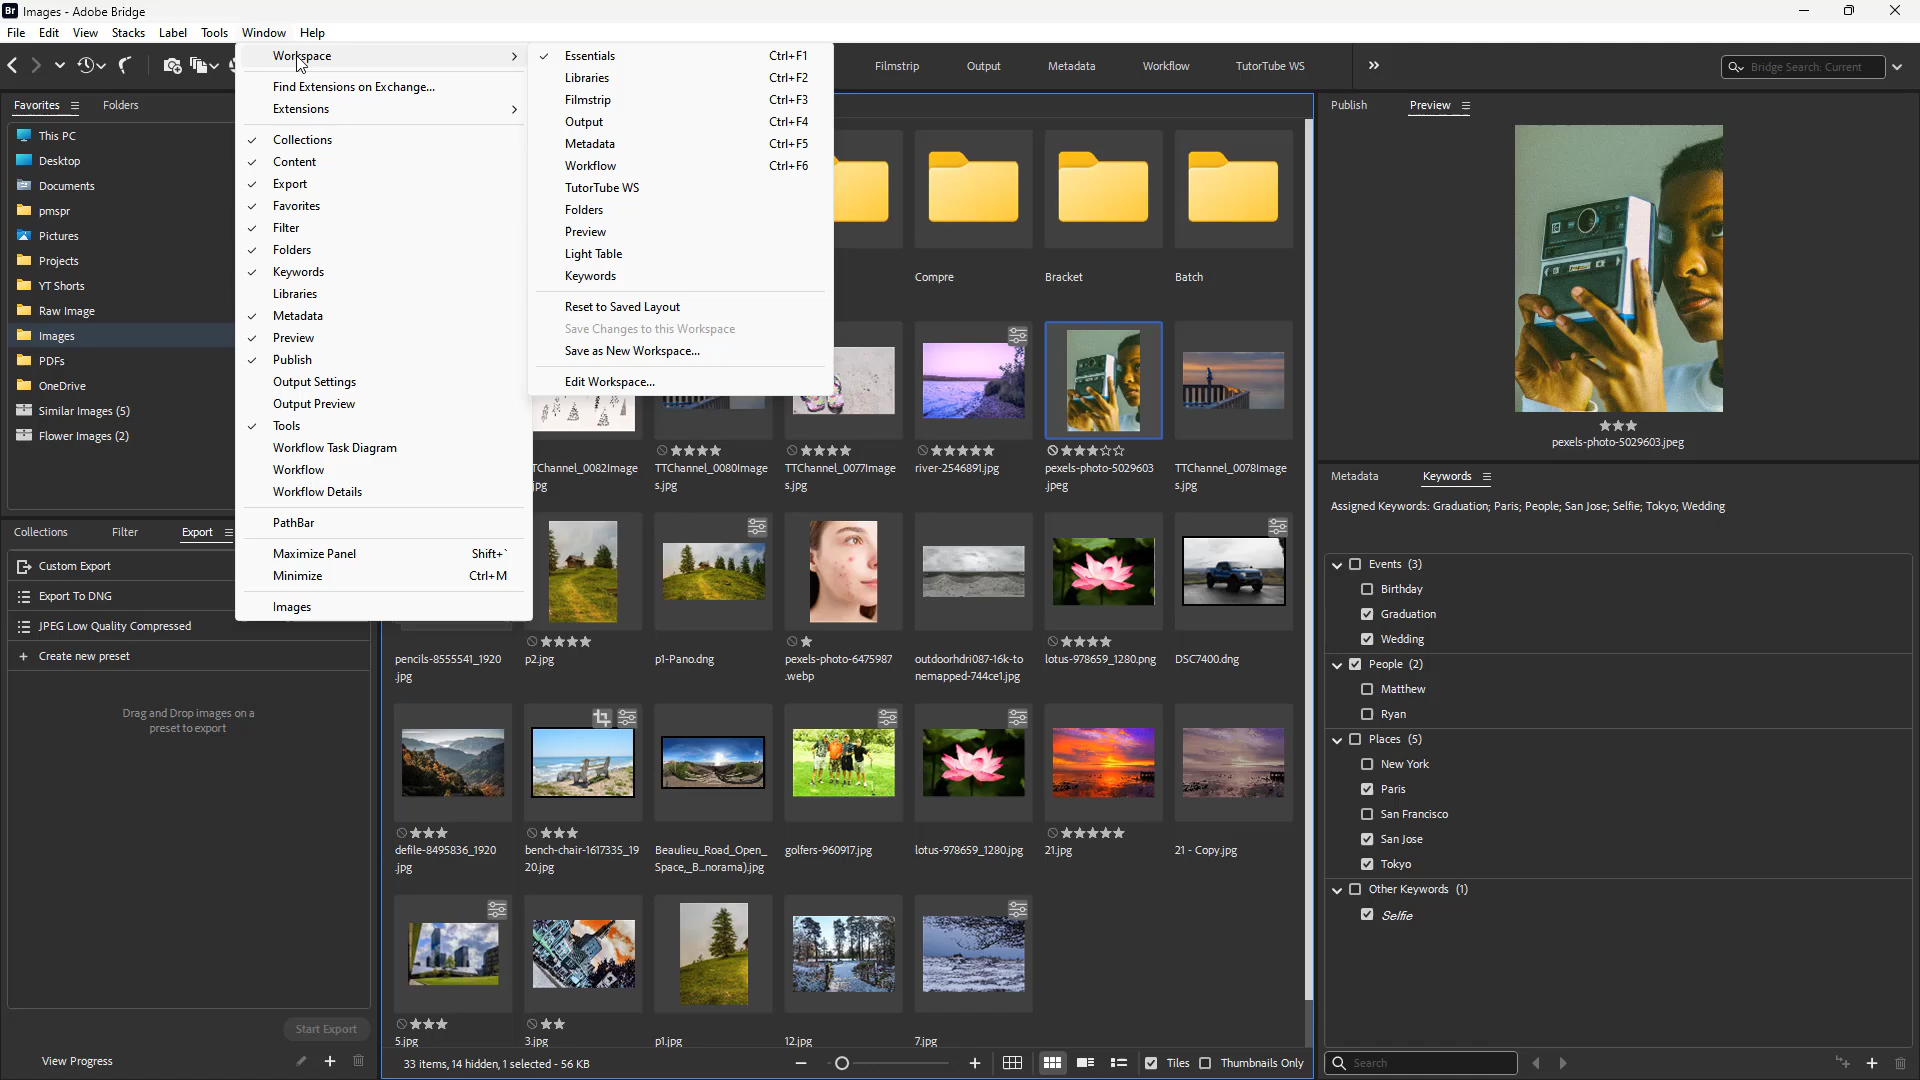 Br Images - Adobe Bridge
File Edit View Stacks Label Tools Window Help
Filmstrip Output Metadata Workflow TutorTube WS
Bridge Search: Current
Workspace
Find Extensions on Exchange...
Extensions
Collections
Content
Export
Favorites
Filter
Folders
Keywords
Libraries
Metadata
Preview
Publish
Output Settings
Output Preview
Tools
Workflow Task Diagram
Workflow
Workflow Details
PathBar
Maximize Panel Shift+`
Minimize Ctrl+M
Images
Essentials Ctrl+F1
Libraries Ctrl+F2
Filmstrip Ctrl+F3
Output Ctrl+F4
Metadata Ctrl+F5
Workflow Ctrl+F6
TutorTube WS
Folders
Preview
Light Table
Keywords
Reset to Saved Layout
Save Changes to this Workspace
Save as New Workspace...
Edit Workspace...
Favorites Folders
This PC
Desktop
Documents
pmspr
Pictures
Projects
YT Shorts
Raw Image
Images
PDFs
OneDrive
Similar Images (5)
Flower Images (2)
Collections Filter Export
Custom Export
Export To DNG
JPEG Low Quality Compressed
Create new preset
Drag and Drop images on a
preset to export
Start Export
View Progress
Compre Bracket Batch
TChannel_0082Image TTChannel_0080Image TTChannel_0077Image river-2546891.jpg pexels-photo-5029603 TTChannel_0078Image
jpg s.jpg s.jpg .jpeg s.jpg
pencils-8555541_1920 p2.jpg p1-Pano.dng pexels-photo-6475987 outdoorhdri087-16k-to lotus-978659_1280.png DSC7400.dng
.jpg .webp nemapped-744ce1.jpg
defile-8495836_1920 bench-chair-1617335_19 Beaulieu_Road_Open_ golfers-960917.jpg lotus-978659_1280.jpg 21.jpg 21 - Copy.jpg
.jpg 20.jpg Space,_B...norama).jpg
5.jpg 3.jpg p1.jpg 12.jpg 7.jpg
33 items, 14 hidden, 1 selected - 56 KB
Tiles Thumbnails Only
Publish Preview
pexels-photo-5029603.jpeg
Metadata Keywords
Assigned Keywords: Graduation; Paris; People; San Jose; Selfie; Tokyo; Wedding
Events (3)
Birthday
Graduation
Wedding
People (2)
Matthew
Ryan
Places (5)
New York
Paris
San Francisco
San Jose
Tokyo
Other Keywords (1)
Selfie
Search